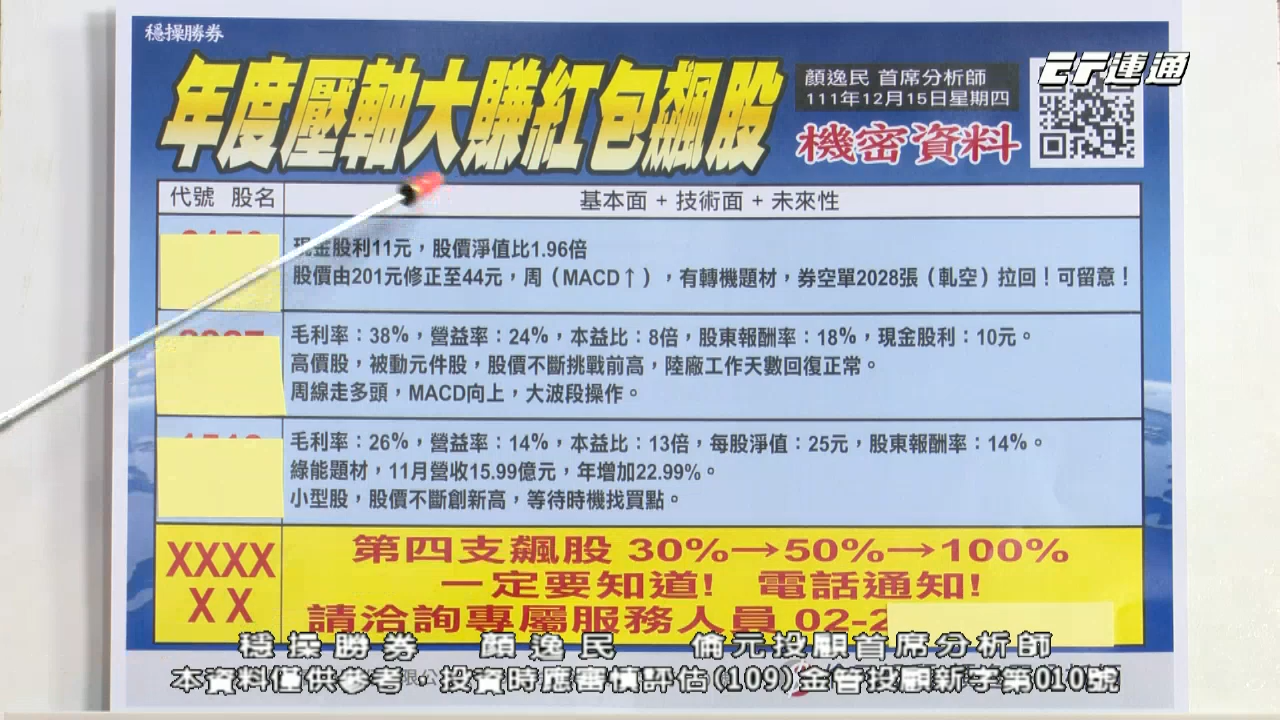 穩操勝券
年度壓軸大賺紅包飆股
顏逸民 首席分析師
111年12月15日星期四
機密資料
運通
代號 股名
基本面 + 技術面 + 未來性
現金股利11元，股價淨值比1.96倍
股價由201元修正至44元，周（MACD↑），有轉機題材，券空單2028張（軋空）拉回！可留意！
毛利率：38%，營益率：24%，本益比：8倍，股東報酬率：18%，現金股利：10元。
高價股，被動元件股，股價不斷挑戰前高，陸廠工作天數回復正常。
周線走多頭，MACD向上，大波段操作。
毛利率：26%，營益率：14%，本益比：13倍，每股淨值：25元，股東報酬率：14%。
綠能題材，11月營收15.99億元，年增加22.99%。
小型股，股價不斷創新高，等待時機找買點。
XXXX
XX
第四支飆股 30%→50%→100%
一定要知道! 電話通知!
請洽詢專屬服務人員 02-2
穩操勝券 顏逸民 倫元投顧首席分析師
本資料僅供參考，投資時應審慎評估(109)金管投顧新字第010號